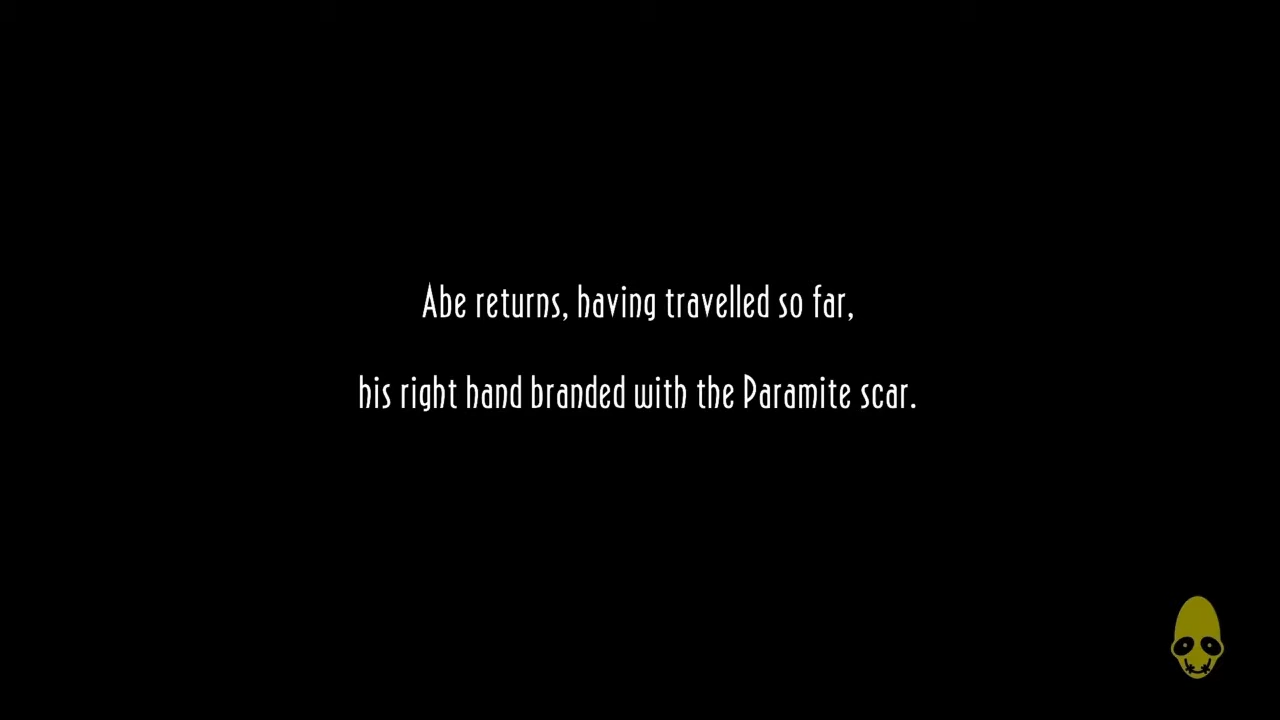 Abe returns, having travelled so far,
his right hand branded with the Paramite scar.